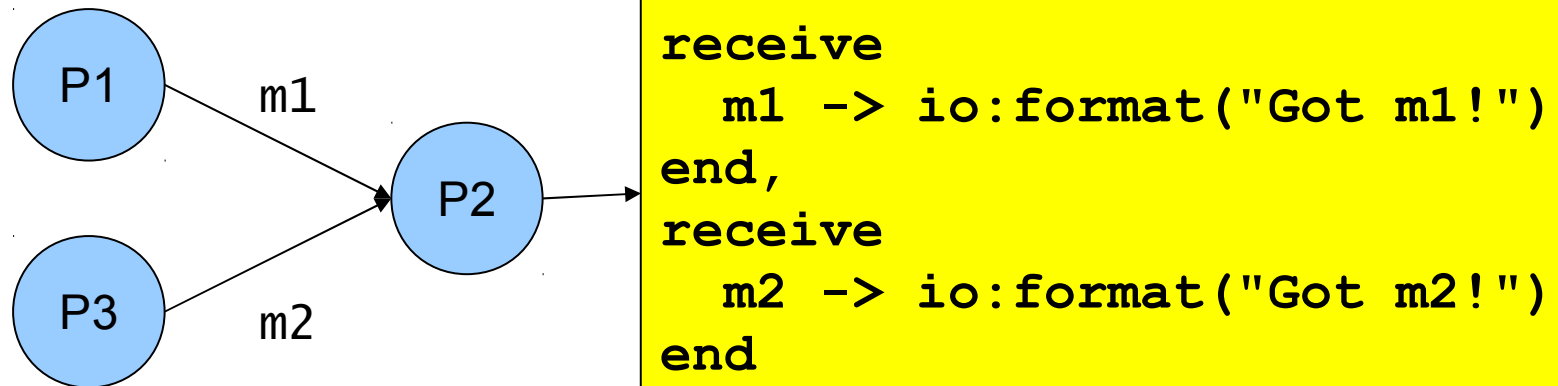 P1
m1
P2
P3
m2
receive
  m1 -> io:format("Got m1!")
end,
receive
  m2 -> io:format("Got m2!")
end